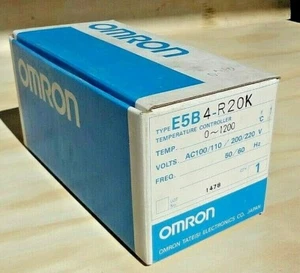 OMRON
TYPE E5B4-R20K
TEMPERATURE CONTROLLER
TEMP. 0~1200 °C
VOLTS. AC100/110/200/220 V
FREQ. 50/60 Hz
1
1478
OMRON
OMRON TATEISI ELECTRONICS CO. JAPAN